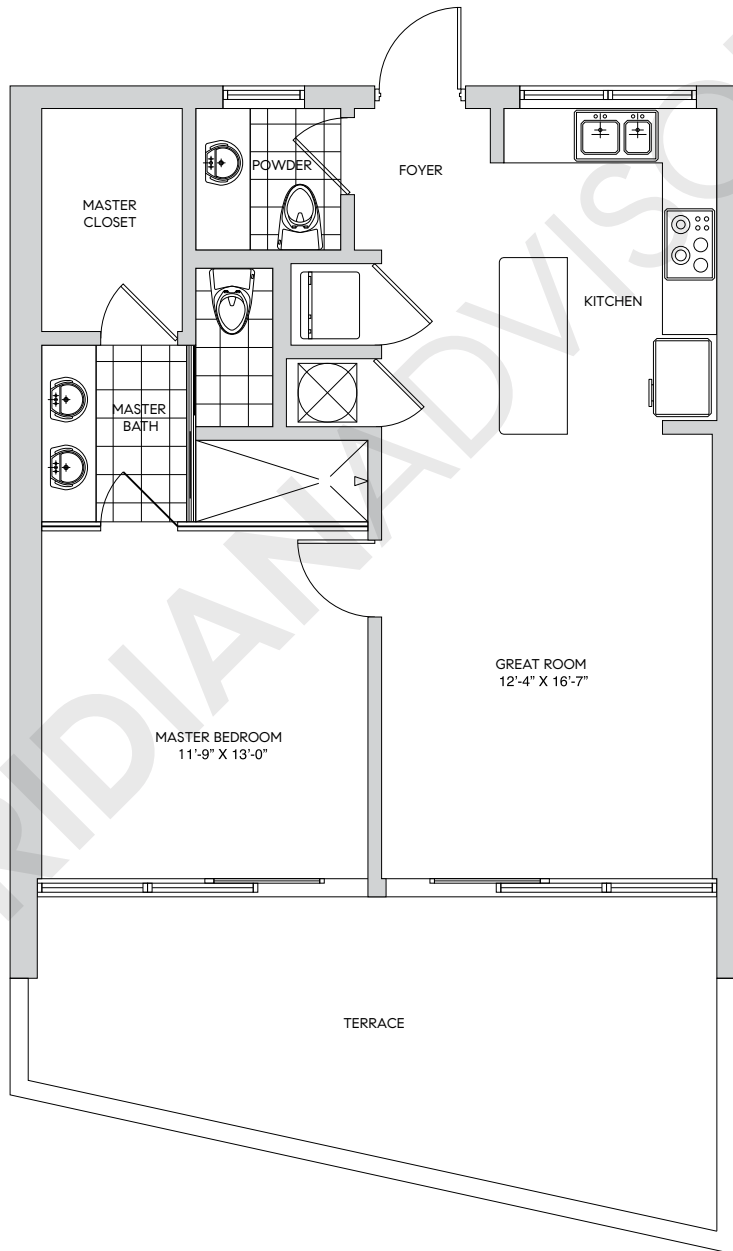 POWDER
FOYER
MASTER
CLOSET
KITCHEN
MASTER
BATH
GREAT ROOM
12'-4" X 16'-7"
MASTER BEDROOM
11'-9" X 13'-0"
TERRACE
RIDIANADVISO